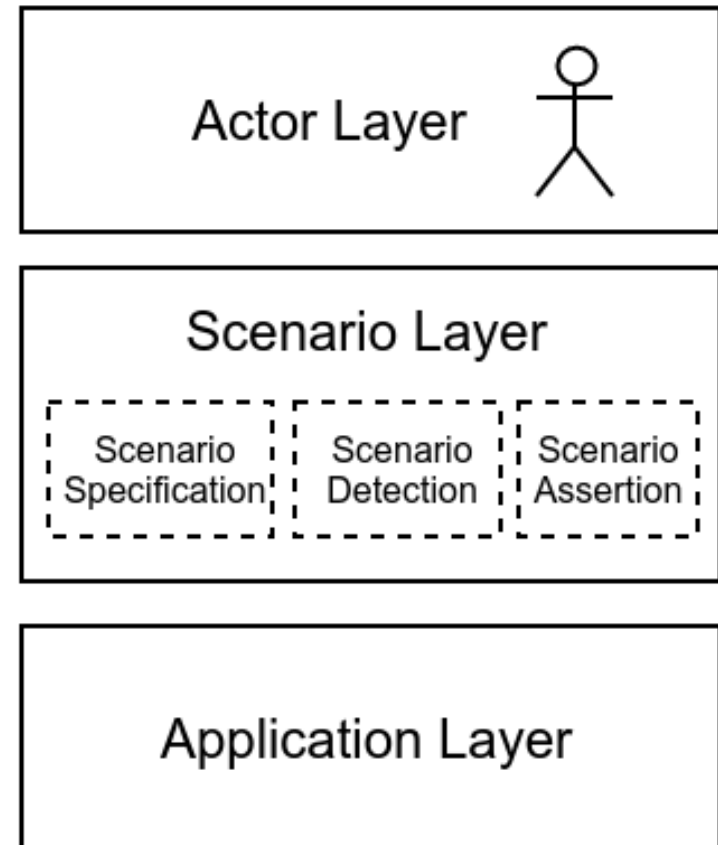 Actor Layer
Scenario Layer
Scenario
Specification
Scenario
Detection
Scenario
Assertion
Application Layer